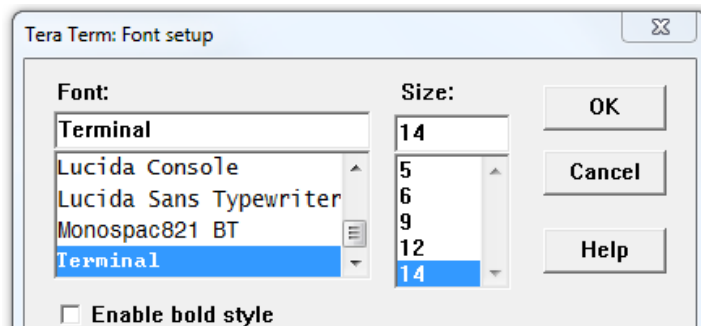 Tera Term: Font setup
Font:
Size:
Terminal
14
OK
Lucida Console
Lucida Sans Typewriter
Monospac821 BT
Terminal
5
6
9
12
14
Cancel
Help
Enable bold style